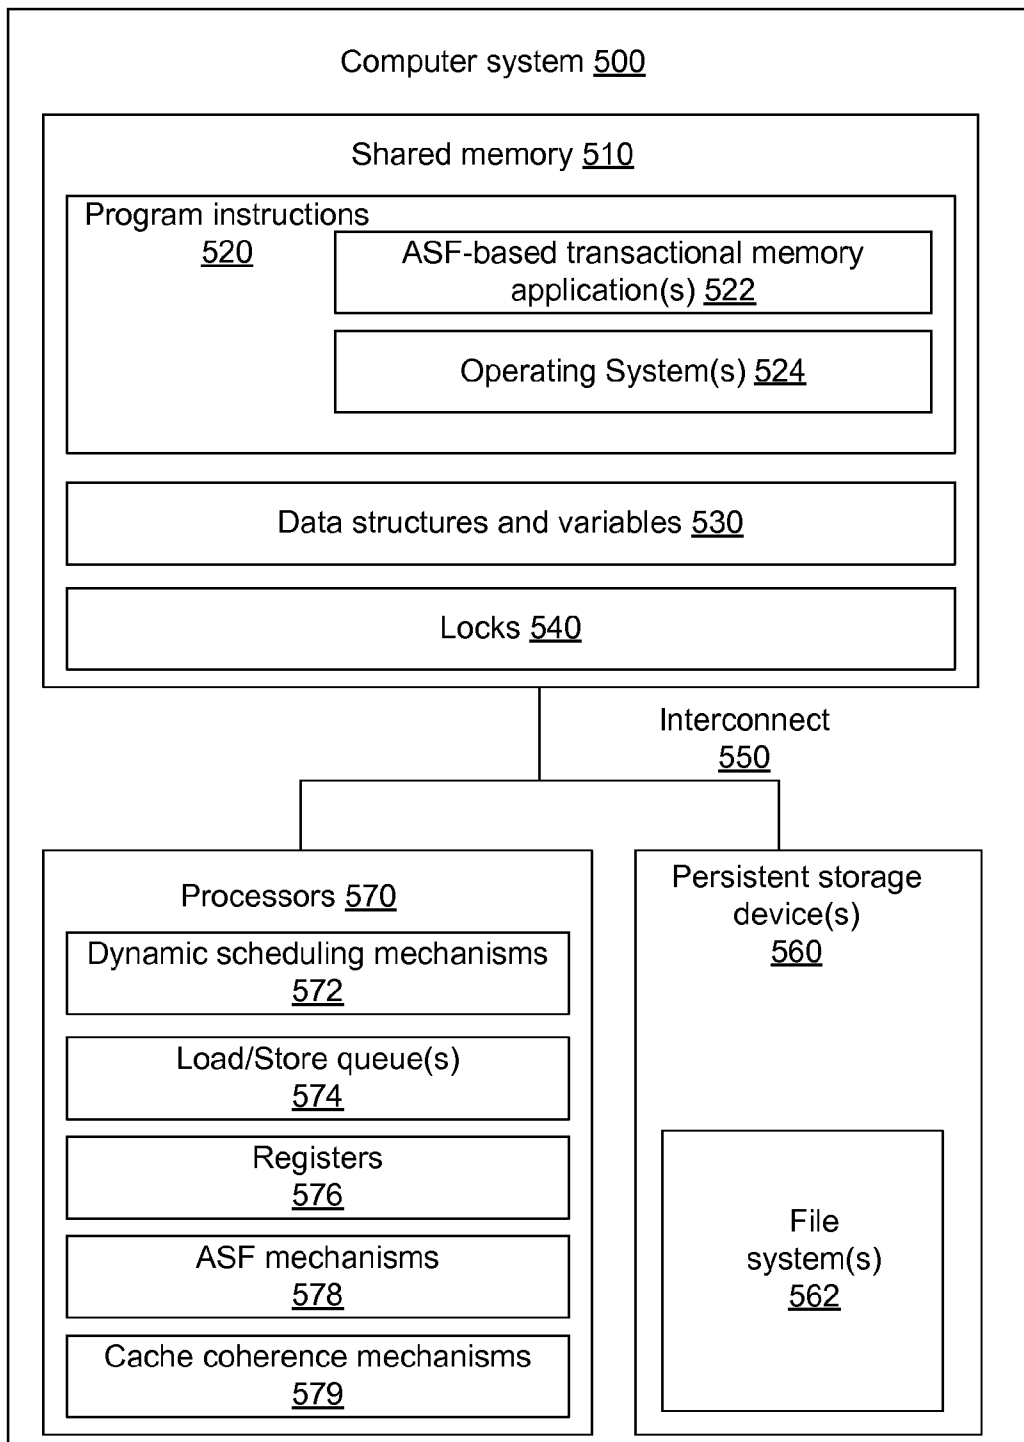 Computer system 500
Shared memory 510
Program instructions
520
ASF-based transactional memory
application(s) 522
Operating System(s) 524
Data structures and variables 530
Locks 540
Interconnect
550
Processors 570
Dynamic scheduling mechanisms
572
Load/Store queue(s)
574
Registers
576
ASF mechanisms
578
Cache coherence mechanisms
579
Persistent storage
device(s)
560
File
system(s)
562